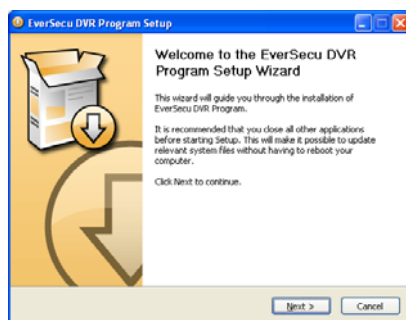 EverSecu DVR Program Setup
Welcome to the EverSecu DVR
Program Setup Wizard
This wizard will guide you through the installation of
EverSecu DVR Program.
It is recommended that you close all other applications
before starting Setup. This will make it possible to update
relevant system files without having to reboot your
computer.
Click Next to continue.
Next >
Cancel